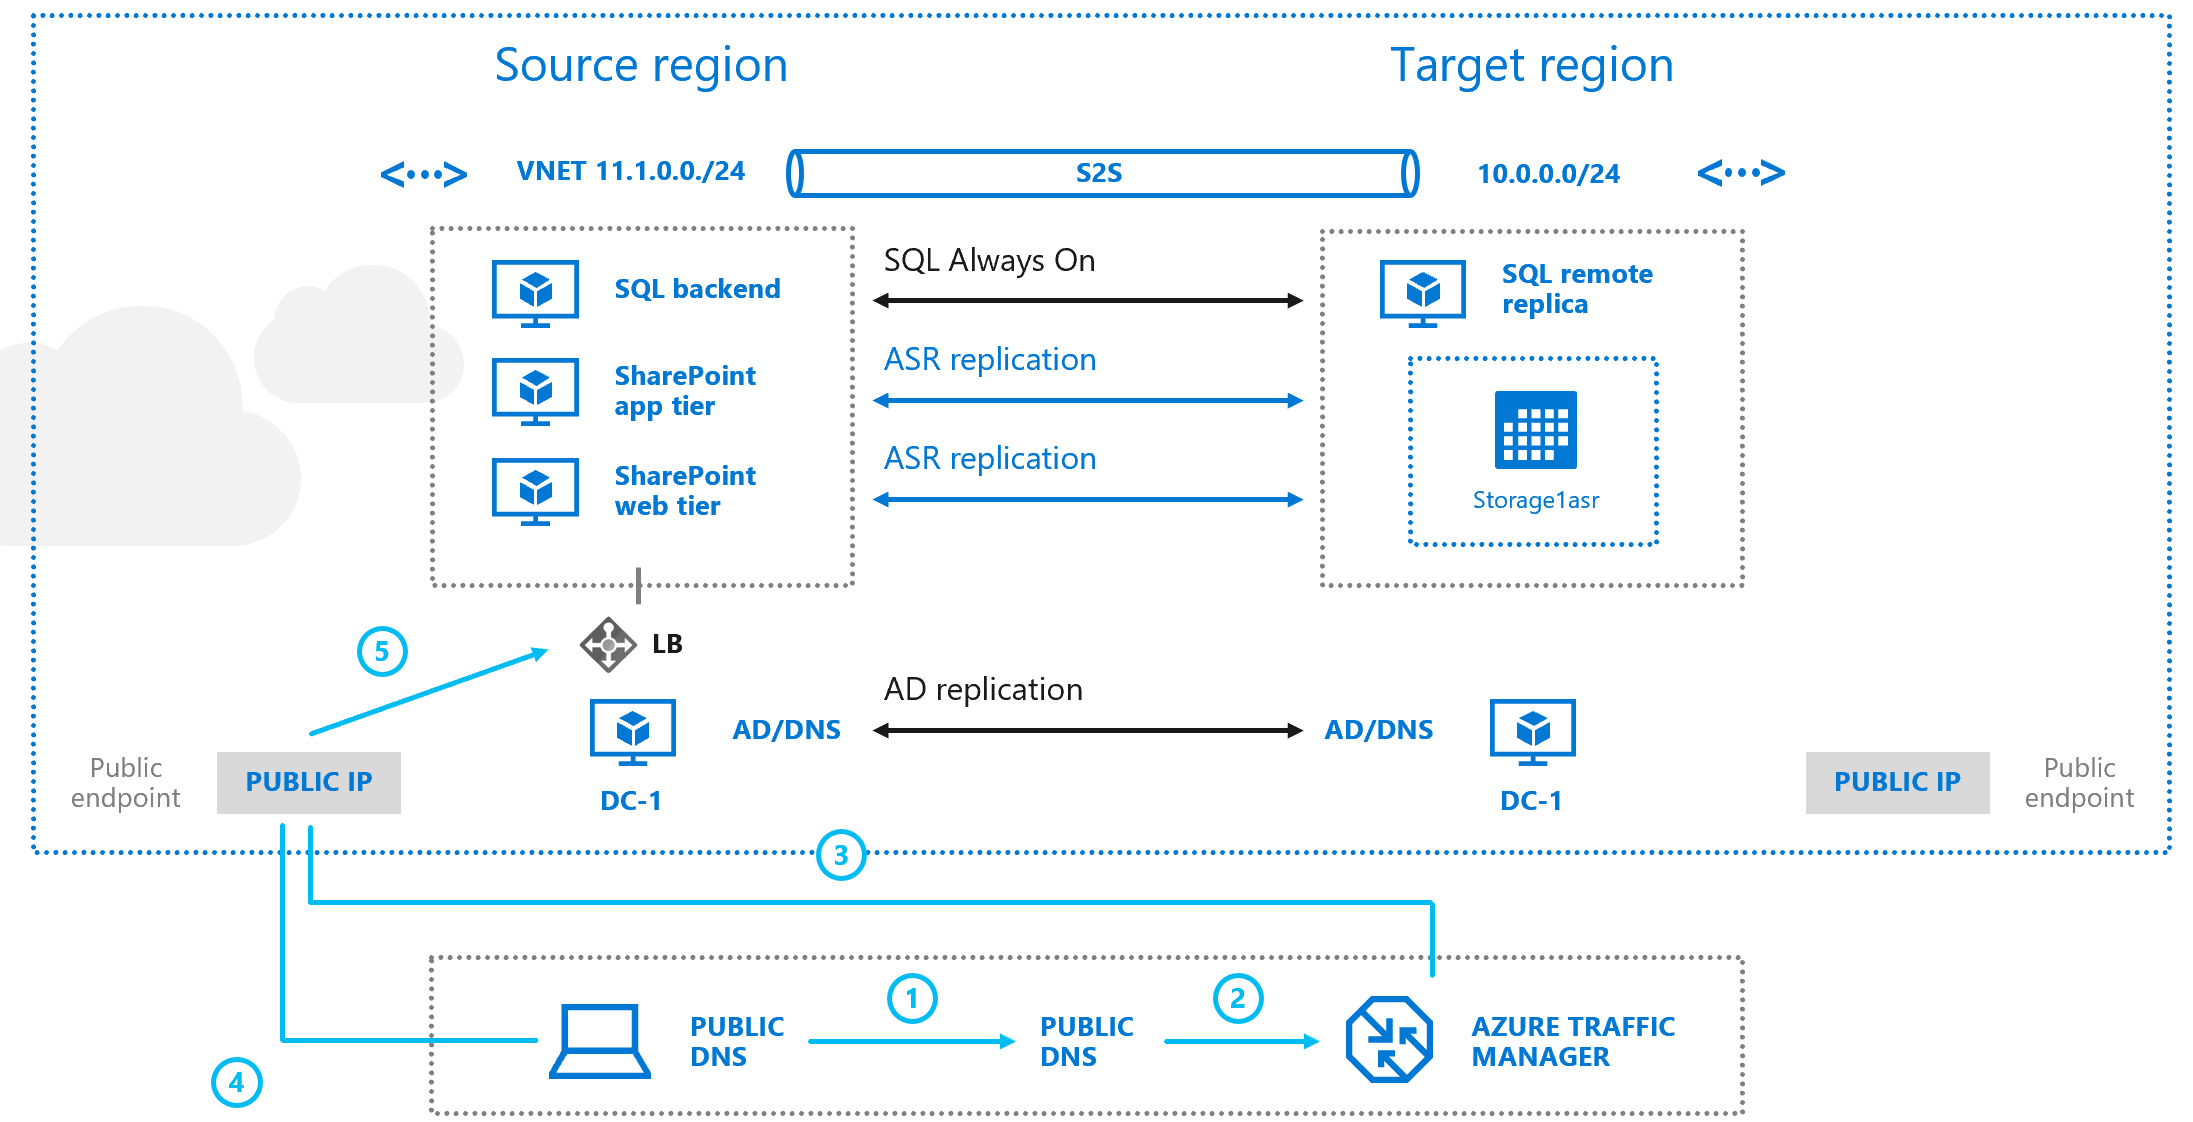 Source region
Target region
VNET 11.1.0.0./24
S2S
10.0.0.0/24
SQL backend
SQL Always On
SQL remote
replica
SharePoint
app tier
ASR replication
SharePoint
web tier
ASR replication
Storage1asr
5
LB
AD replication
AD/DNS
DC-1
AD/DNS
DC-1
Public
endpoint
PUBLIC IP
PUBLIC IP
Public
endpoint
3
4
PUBLIC
DNS
1
PUBLIC
DNS
2
AZURE TRAFFIC
MANAGER